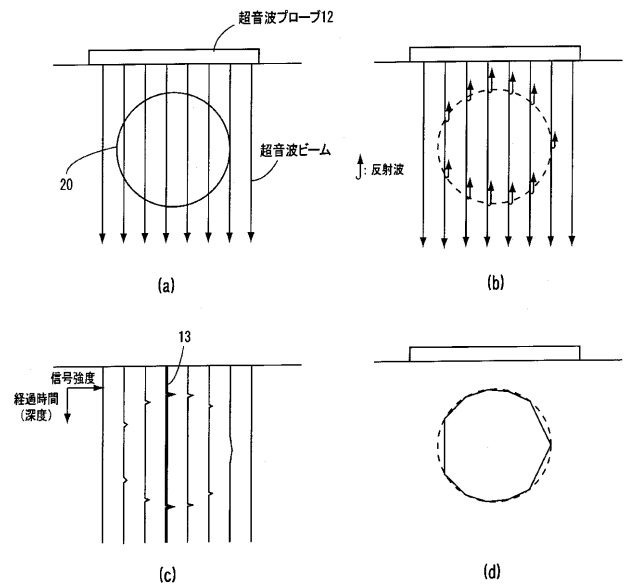 超音波プローブ12
20
超音波ビーム
(a)
:反射波
(b)
13
信号強度
経過時間
(深度)
(c)
(d)